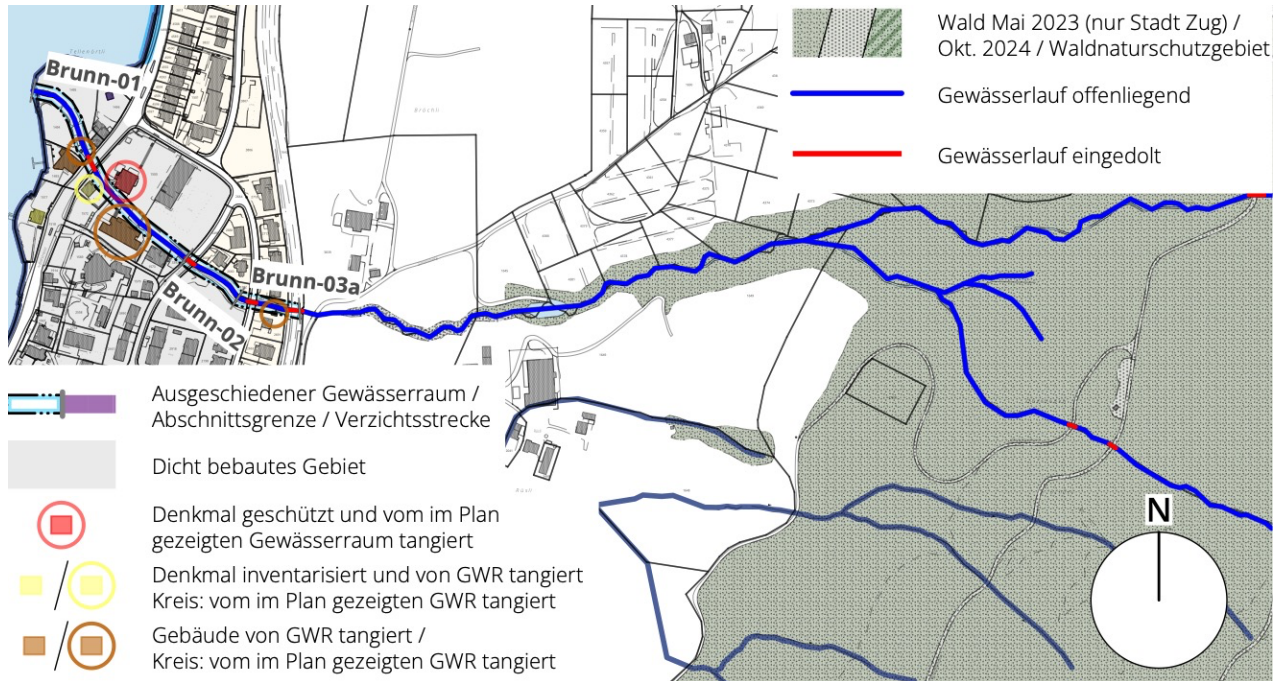 Brunn-01
Brunn-02
Brunn-03a
Wald Mai 2023 (nur Stadt Zug) /
Okt. 2024 / Waldnaturschutzgebiet
Gewässerlauf offenliegend
Gewässerlauf eingedolt
Ausgeschiedener Gewässerraum /
Abschnittsgrenze / Verzichtsstrecke
Dicht bebautes Gebiet
Denkmal geschützt und vom im Plan
gezeigten Gewässerraum tangiert
Denkmal inventarisiert und von GWR tangiert
Kreis: vom im Plan gezeigten GWR tangiert
Gebäude von GWR tangiert /
Kreis: vom im Plan gezeigten GWR tangiert
N